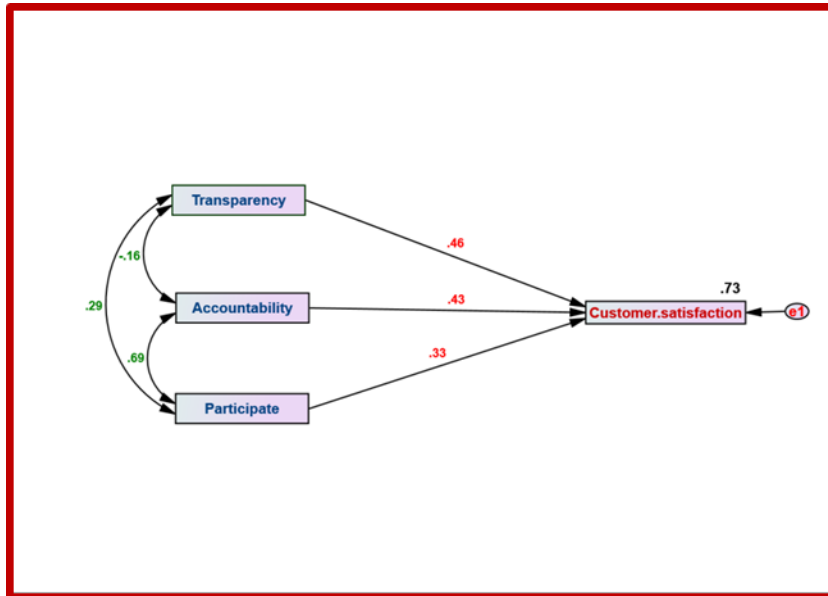 Transparency
.46
-.16
.73
.29
Accountability
.43
Customer.satisfaction
e1
.69
.33
Participate